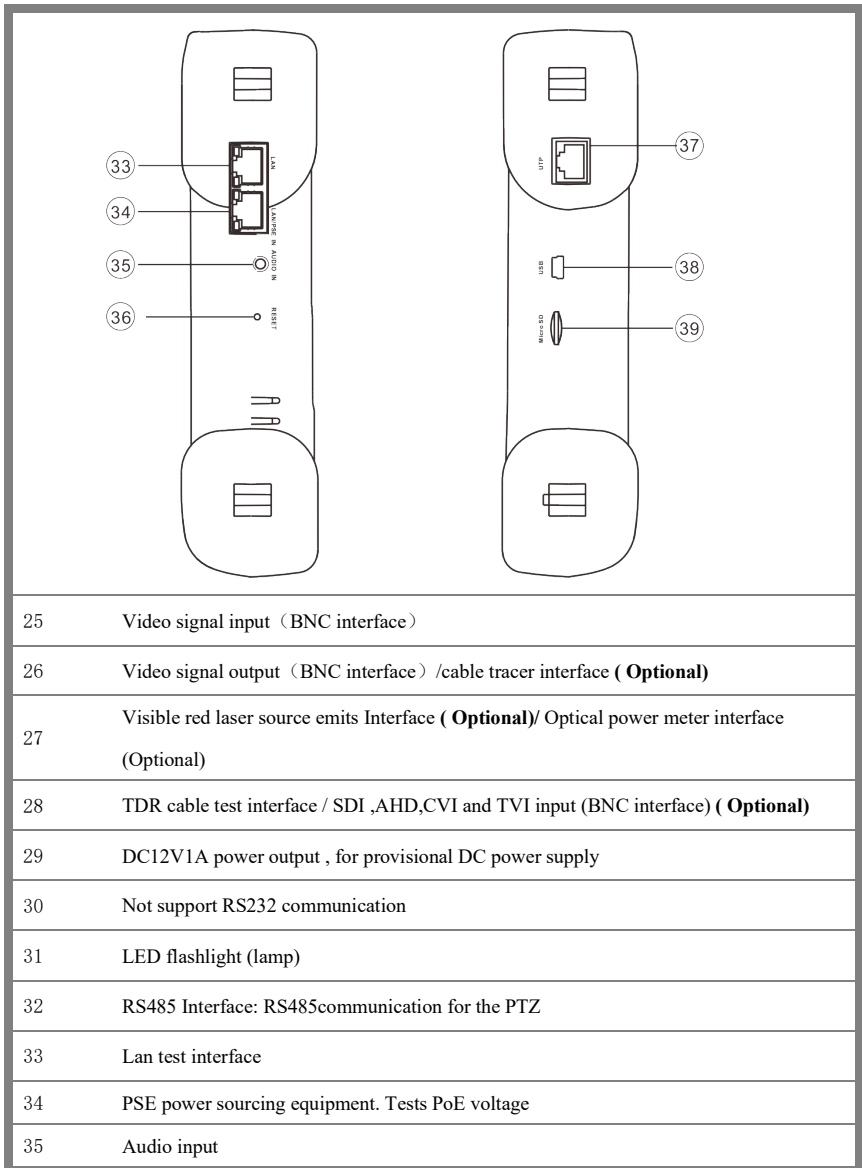 33
34
35
36
LAN
LAN/PSE IN
AUDIO IN
RESET
37
38
39
UTP
USB
Micro SD
25 Video signal input（BNC interface）
26 Video signal output（BNC interface）/cable tracer interface ( Optional)
27 Visible red laser source emits Interface ( Optional)/ Optical power meter interface
(Optional)
28 TDR cable test interface / SDI ,AHD,CVI and TVI input (BNC interface) ( Optional)
29 DC12V1A power output , for provisional DC power supply
30 Not support RS232 communication
31 LED flashlight (lamp)
32 RS485 Interface: RS485communication for the PTZ
33 Lan test interface
34 PSE power sourcing equipment. Tests PoE voltage
35 Audio input